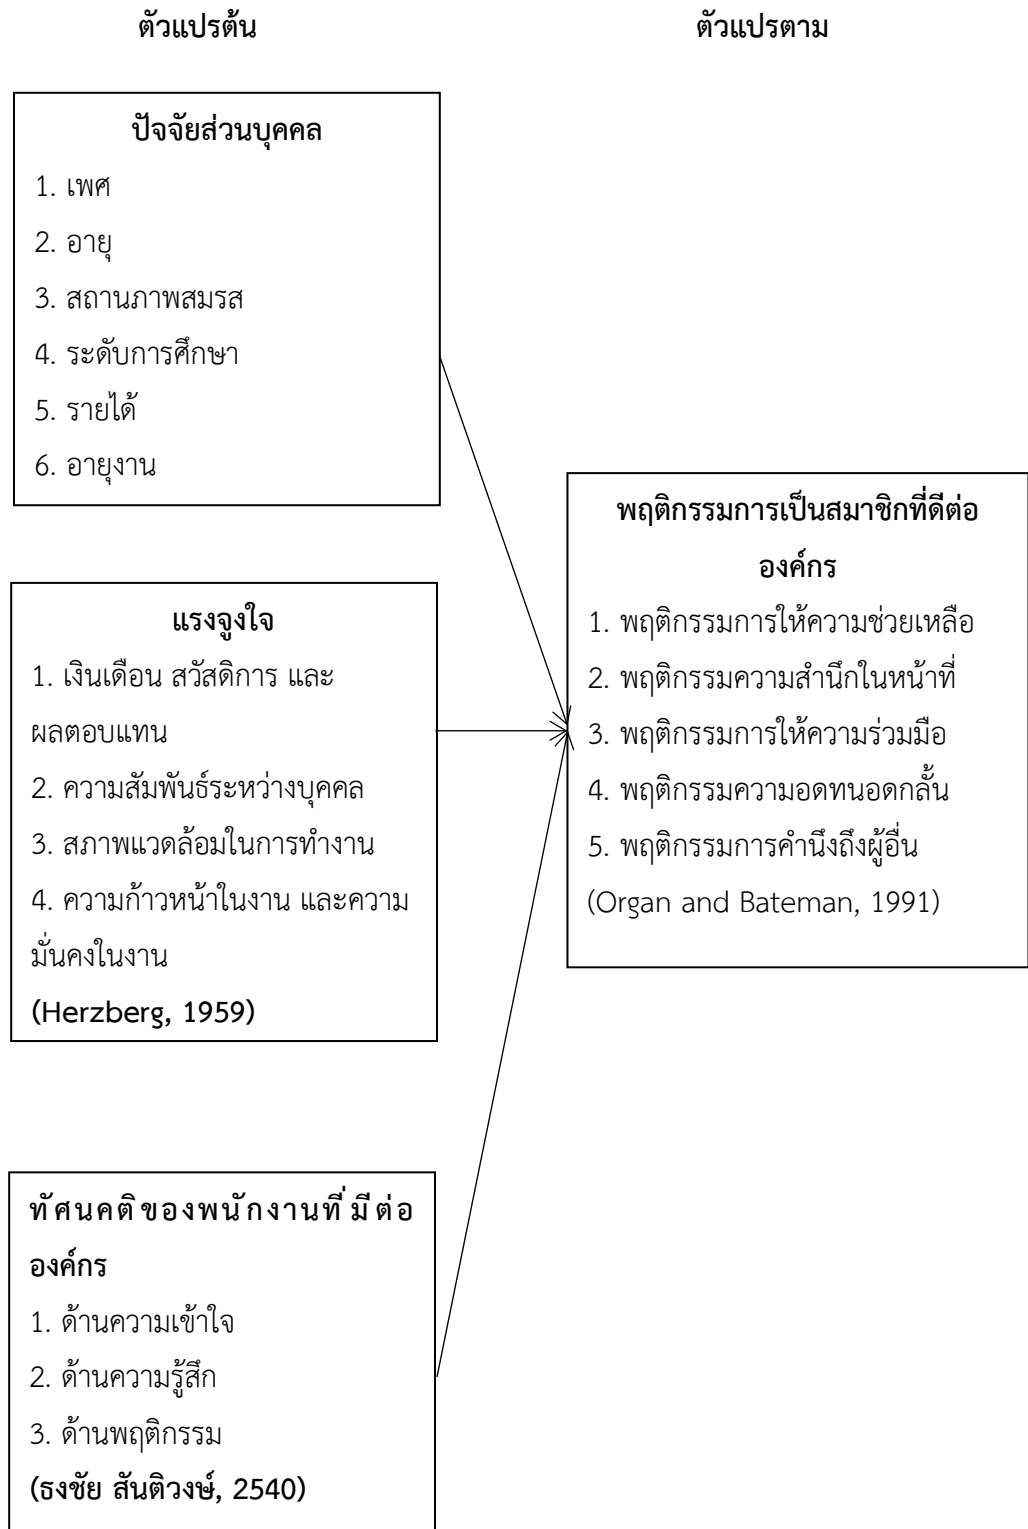 ตัวแปรต้น
ตัวแปรตาม
ปัจจัยส่วนบุคคล
1. เพศ
2. อายุ
3. สถานภาพสมรส
4. ระดับการศึกษา
5. รายได้
6. อายุงาน
แรงจูงใจ
1. เงินเดือน สวัสดิการ และ
ผลตอบแทน
2. ความสัมพันธ์ระหว่างบุคคล
3. สภาพแวดล้อมในการทำงาน
4. ความก้าวหน้าในงาน และความ
มั่นคงในงาน
(Herzberg, 1959)
ทัศนคติของพนักงานที่มีต่อ
องค์กร
1. ด้านความเข้าใจ
2. ด้านความรู้สึก
3. ด้านพฤติกรรม
(ธงชัย สันติวงษ์, 2540)
พฤติกรรมการเป็นสมาชิกที่ดีต่อ
องค์กร
1. พฤติกรรมการให้ความช่วยเหลือ
2. พฤติกรรมความสำนึกในหน้าที่
3. พฤติกรรมการให้ความร่วมมือ
4. พฤติกรรมความอดทนอดกลั้น
5. พฤติกรรมการคำนึงถึงผู้อื่น
(Organ and Bateman, 1991)